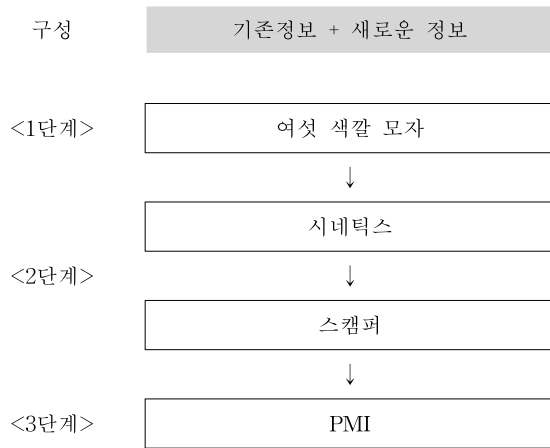 구성 기존정보 + 새로운 정보
<1단계> 여섯 색깔 모자
↓
시네틱스
<2단계> ↓
스캠퍼
↓
<3단계> PMI